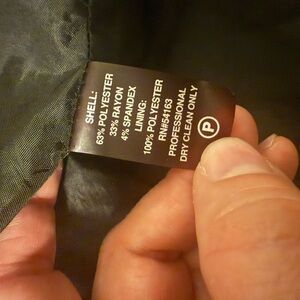 SHELL:
63% POLYESTER
33% RAYON
4% SPANDEX
LINING:
100% POLYESTER
RN#54163
PROFESSIONAL
DRY CLEAN ONLY
P